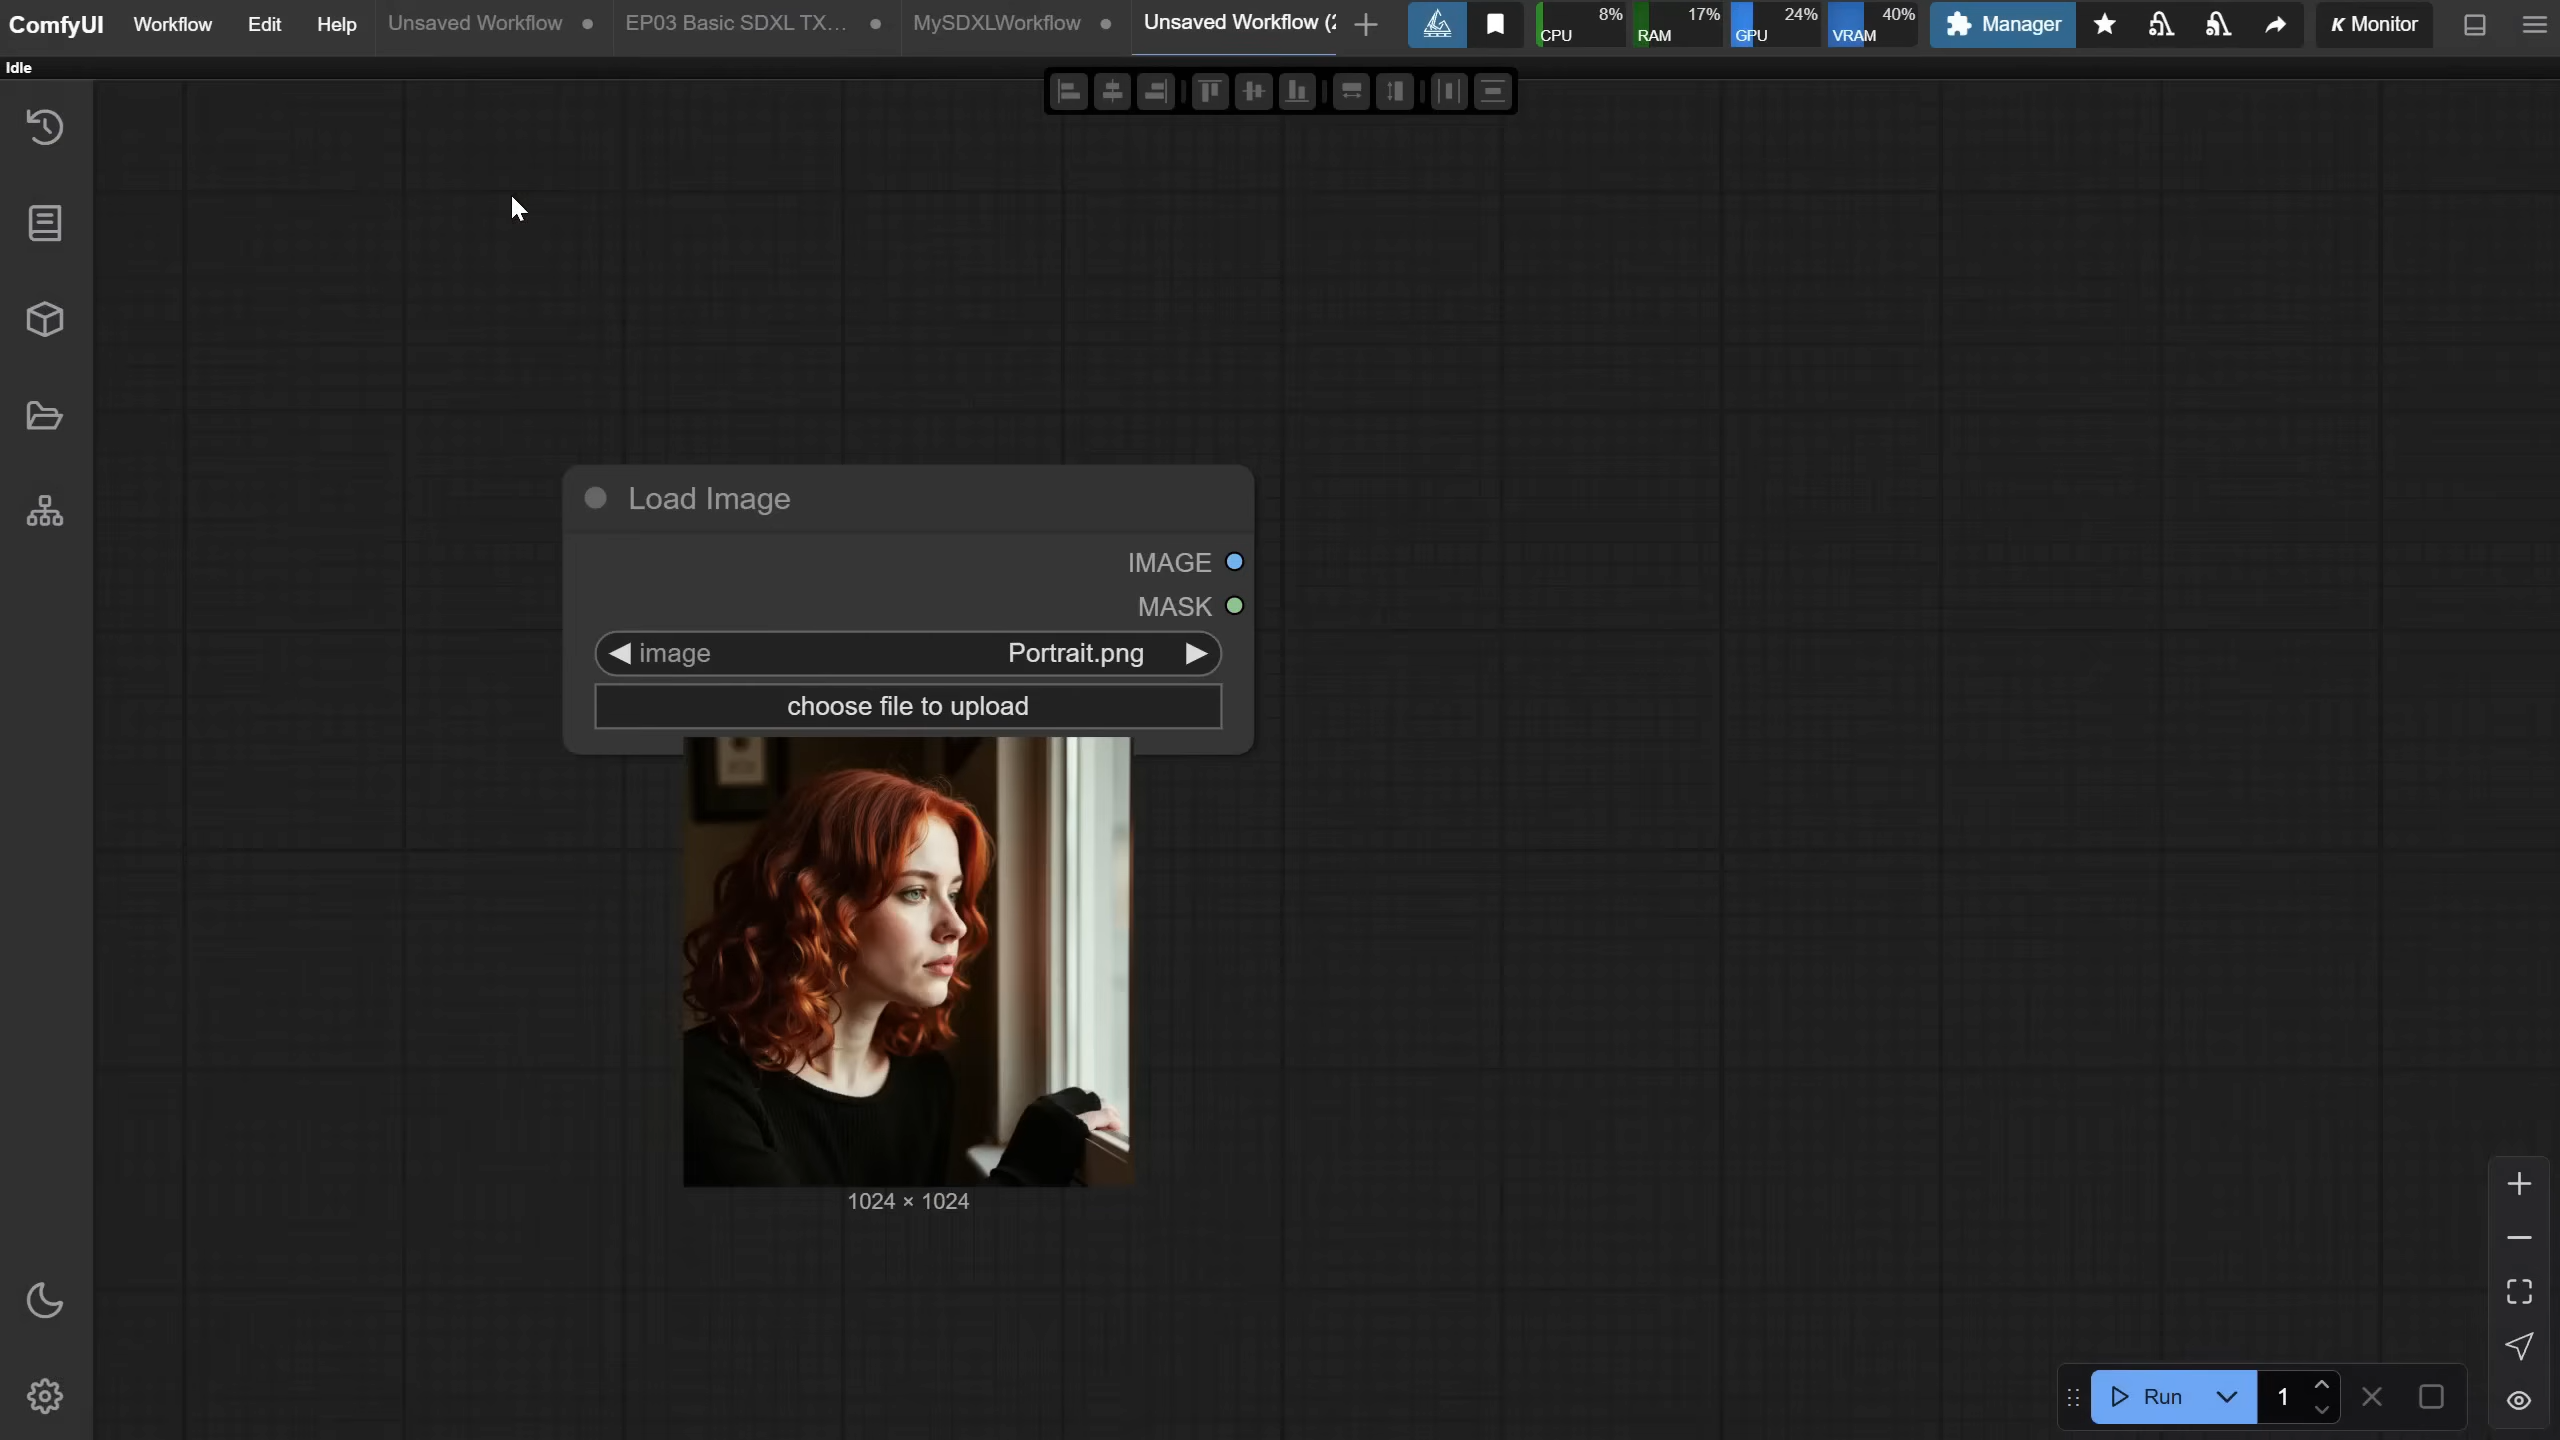 ComfyUI Workflow Edit Help Unsaved Workflow EP03 Basic SDXL TX... MySDXLWorkflow Unsaved Workflow (2 CPU 8% RAM 17% GPU 24% VRAM 40% Manager K Monitor
Idle
Load Image
IMAGE
MASK
image Portrait.png
choose file to upload
1024 × 1024
Run 1